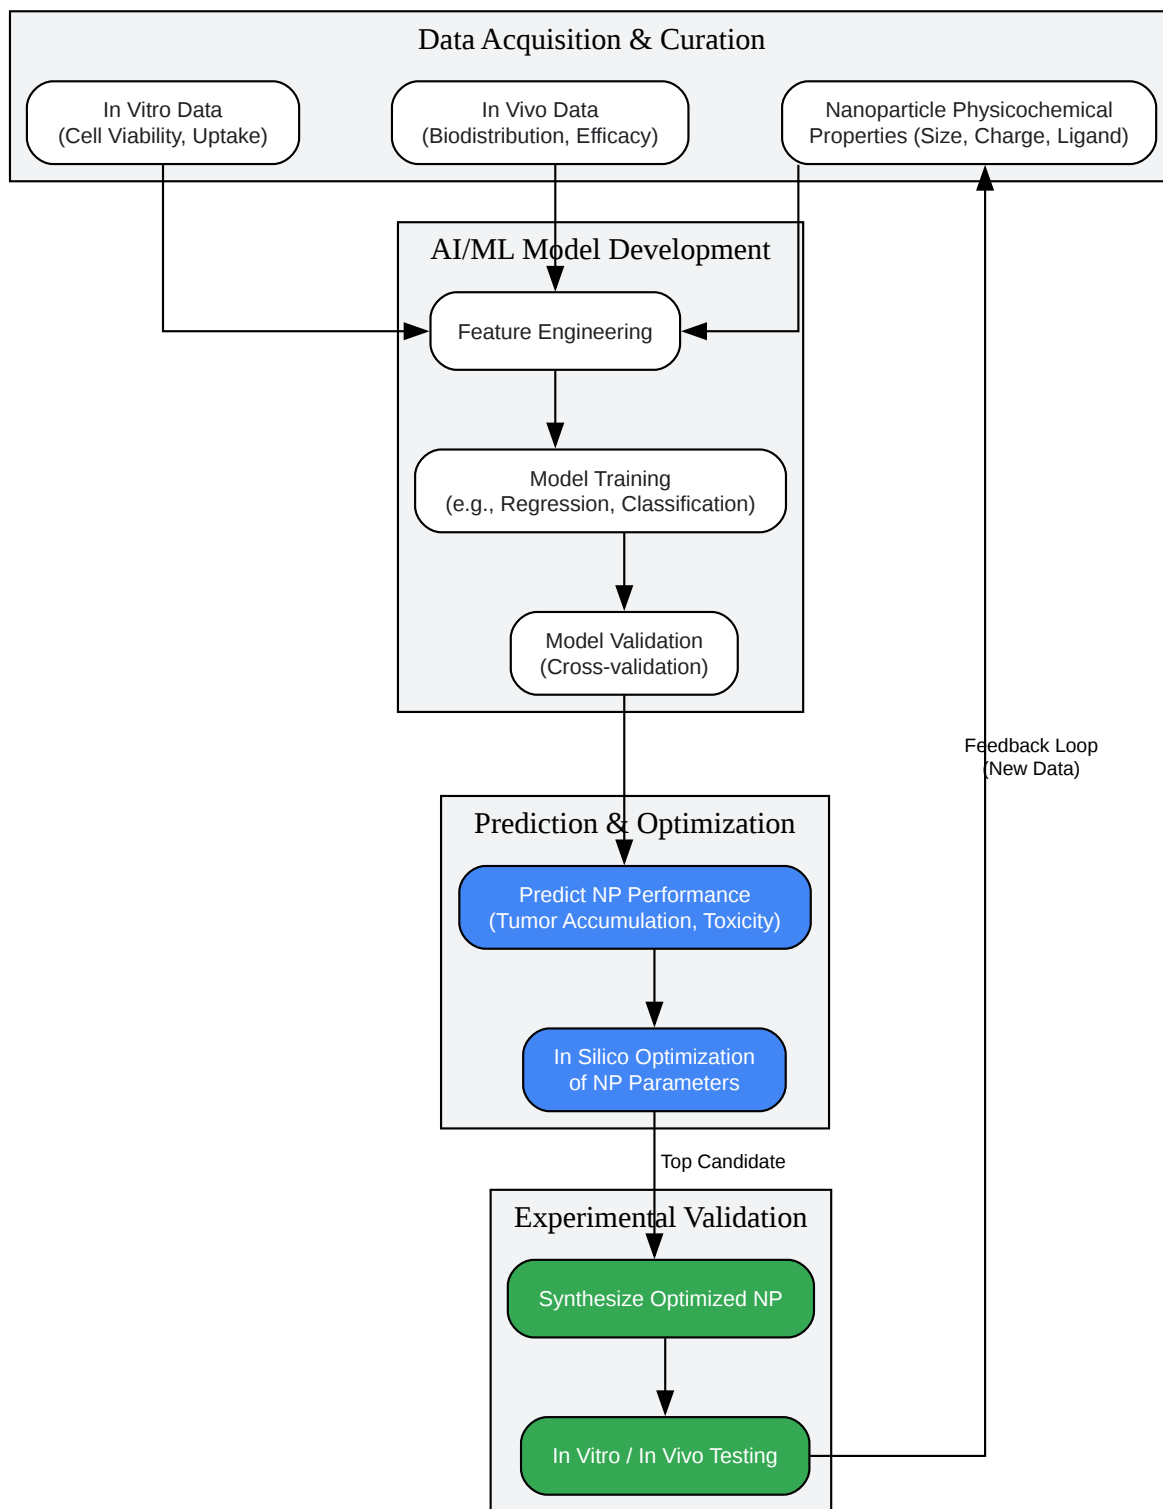 Data Acquisition & Curation
In Vitro Data
(Cell Viability, Uptake)
In Vivo Data
(Biodistribution, Efficacy)
Nanoparticle Physicochemical
Properties (Size, Charge, Ligand)
AI/ML Model Development
Feature Engineering
Model Training
(e.g., Regression, Classification)
Model Validation
(Cross-validation)
Feedback Loop
(New Data)
Prediction & Optimization
Predict NP Performance
(Tumor Accumulation, Toxicity)
In Silico Optimization
of NP Parameters
Top Candidate
Experimental Validation
Synthesize Optimized NP
In Vitro / In Vivo Testing